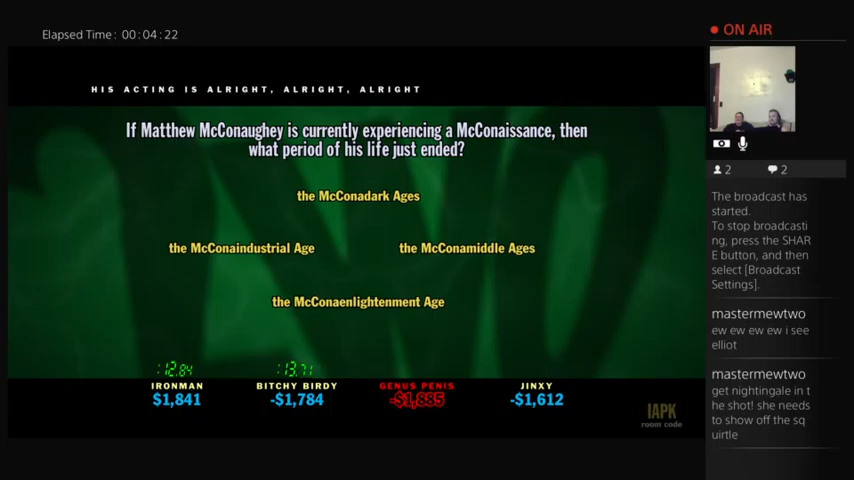 Elapsed Time: 00:04:22
ON AIR
HIS ACTING IS ALRIGHT, ALRIGHT, ALRIGHT
If Matthew McConaughey is currently experiencing a McConaissance, then
what period of his life just ended?
the McConadark Ages
the McConaindustrial Age
the McConamiddle Ages
the McConaenlightenment Age
:12.84
:13.71
IRONMAN
BITCHY BIRDY
GENUS PENIS
JINXY
$1,841
-$1,784
-$1,885
-$1,612
IAPK
room code
2
2
The broadcast has
started.
To stop broadcasti
ng, press the SHAR
E button, and then
select [Broadcast
Settings].
mastermewtwo
ew ew ew ew i see
elliot
mastermewtwo
get nightingale in t
he shot! she needs
to show off the sq
uirtle